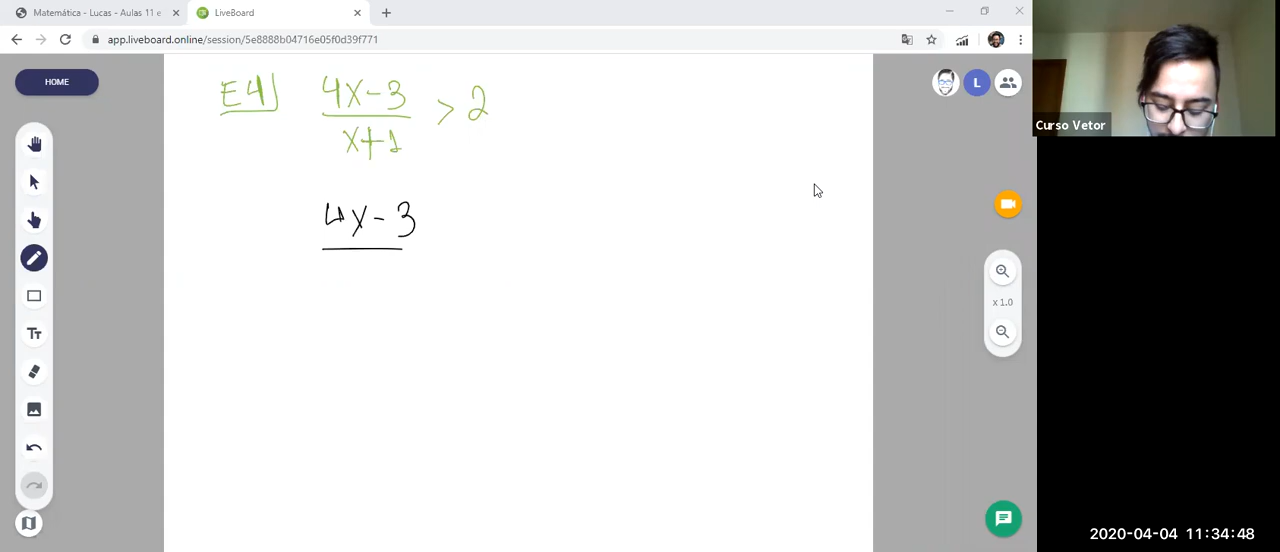 Matemática - Lucas - Aulas 11 e
LiveBoard
app.liveboard.online/session/5e8888b04716e05f0d39f771
HOME
L
E4) (4x-3)/(x+1) > 2
4x-3
Tт
x 1.0
Curso Vetor
2020-04-04 11:34:48